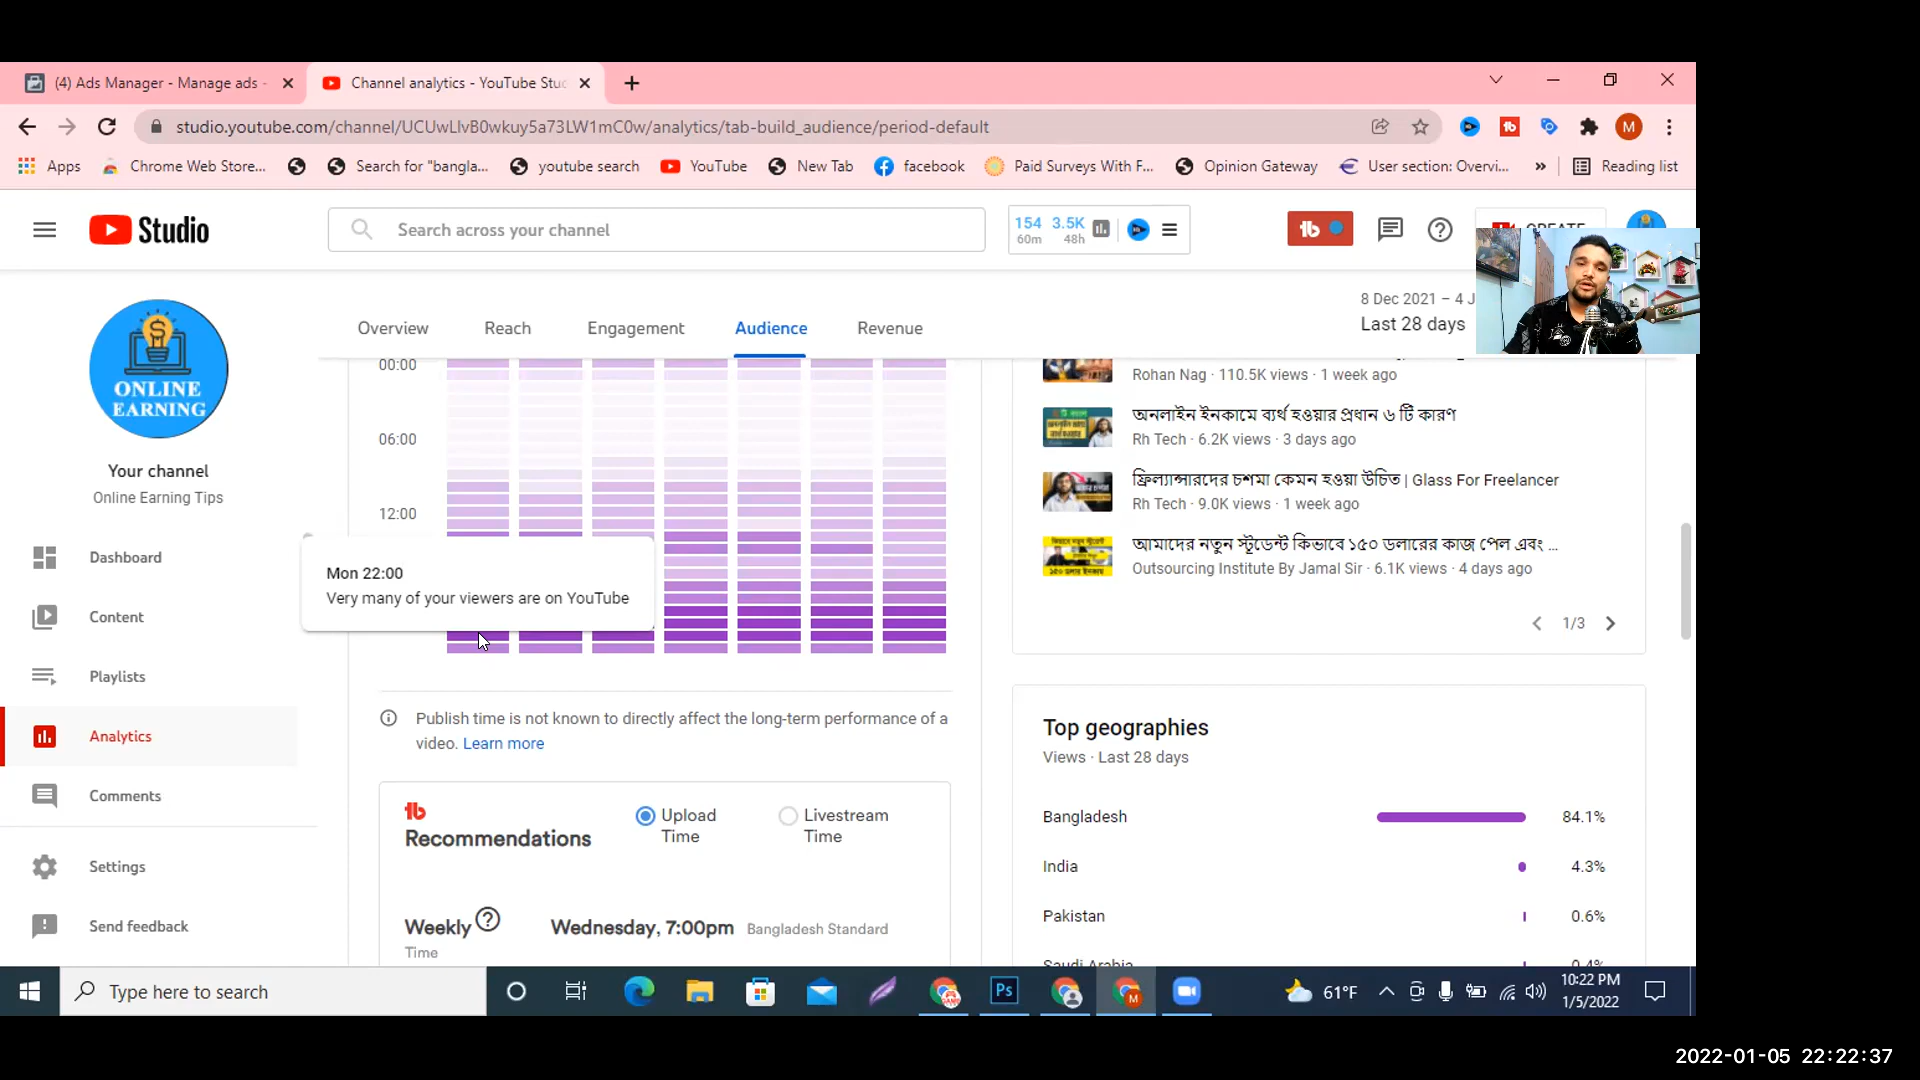 (4) Ads Manager - Manage ads -
Channel analytics - YouTube Stu
studio.youtube.com/channel/UCUwLlvB0wkuy5a73LW1mC0w/analytics/tab-build_audience/period-default
Apps
Chrome Web Store...
Search for "bangla...
youtube search
YouTube
New Tab
facebook
Paid Surveys With F...
Opinion Gateway
User section: Overvi...
»
Reading list
M
Studio
Search across your channel
154 3.5K
60m 48h
tb
CREATE
8 Dec 2021 – 4 J
Last 28 days
Overview
Reach
Engagement
Audience
Revenue
ONLINE
EARNING
Your channel
Online Earning Tips
Dashboard
Content
Playlists
Analytics
Comments
Settings
Send feedback
00:00
06:00
12:00
Mon 22:00
Very many of your viewers are on YouTube
Publish time is not known to directly affect the long-term performance of a
video. Learn more
tb
Recommendations
Upload
Time
Livestream
Time
Weekly
Time
Wednesday, 7:00pm
Bangladesh Standard
Rohan Nag · 110.5K views · 1 week ago
অনলাইন ইনকামে ব্যর্থ হওয়ার প্রধান ৬ টি কারণ
Rh Tech · 6.2K views · 3 days ago
ফ্রিল্যান্সারদের চশমা কেমন হওয়া উচিত | Glass For Freelancer
Rh Tech · 9.0K views · 1 week ago
আমাদের নতুন স্টুডেন্ট কিভাবে ১৫০ ডলারের কাজ পেল এবং ...
Outsourcing Institute By Jamal Sir · 6.1K views · 4 days ago
1/3
Top geographies
Views · Last 28 days
Bangladesh 84.1%
India 4.3%
Pakistan 0.6%
Saudi Arabia 0.4%
Type here to search
Ps
M
61°F
10:22 PM
1/5/2022
2022-01-05 22:22:37